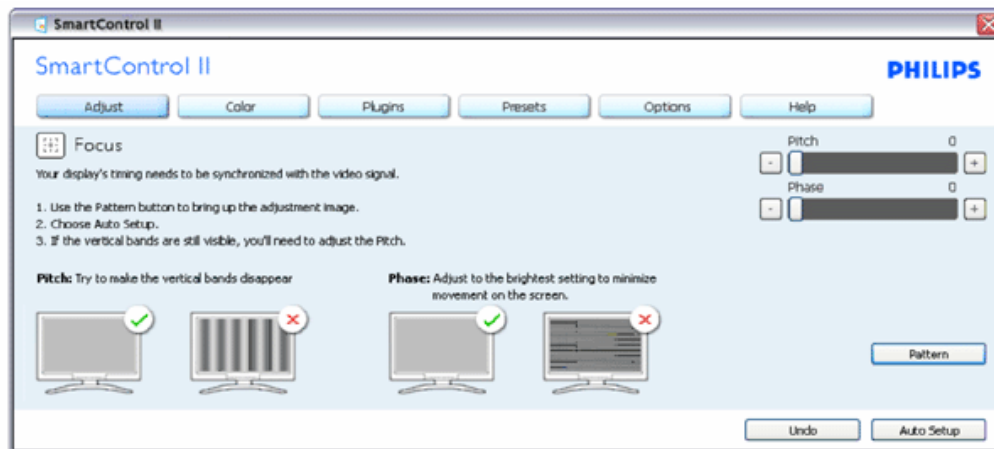 SmartControl II
SmartControl II
PHILIPS
Adjust
Color
Plugins
Presets
Options
Help
Focus
Pitch 0
- +
Phase 0
- +
Your display's timing needs to be synchronized with the video signal.
1. Use the Pattern button to bring up the adjustment image.
2. Choose Auto Setup.
3. If the vertical bands are still visible, you'll need to adjust the Pitch.
Pitch: Try to make the vertical bands disappear
Phase: Adjust to the brightest setting to minimize
movement on the screen.
Pattern
Undo
Auto Setup